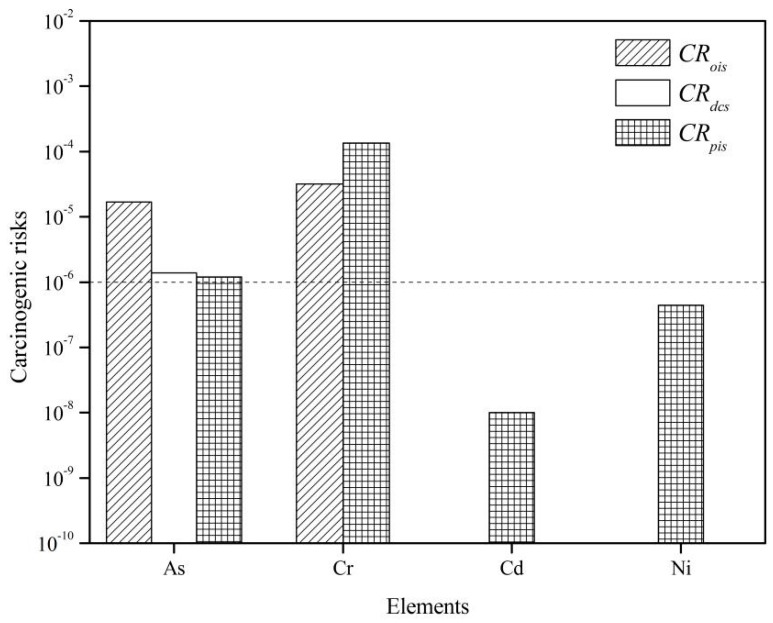 10⁻²
10⁻³
10⁻⁴
10⁻⁵
10⁻⁶
10⁻⁷
10⁻⁸
10⁻⁹
10⁻¹⁰
Carcinogenic risks
CR_ois
CR_dcs
CR_pis
As Cr Cd Ni
Elements